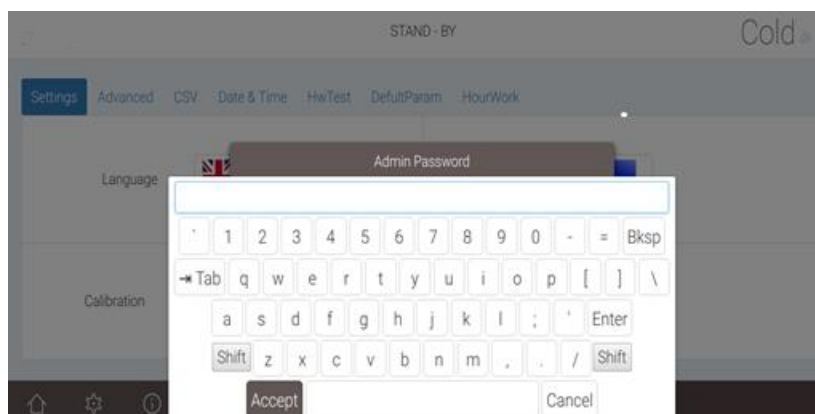 STAND - BY
Cold
Settings Advanced CSV Date & Time HwTest DefultParam HourWork
Admin Password
Language
` 1 2 3 4 5 6 7 8 9 0 - = Bksp
⇥ Tab q w e r t y u i o p [ ] \
Calibration
a s d f g h j k l ; ' Enter
Shift z x c v b n m , . / Shift
Accept Cancel